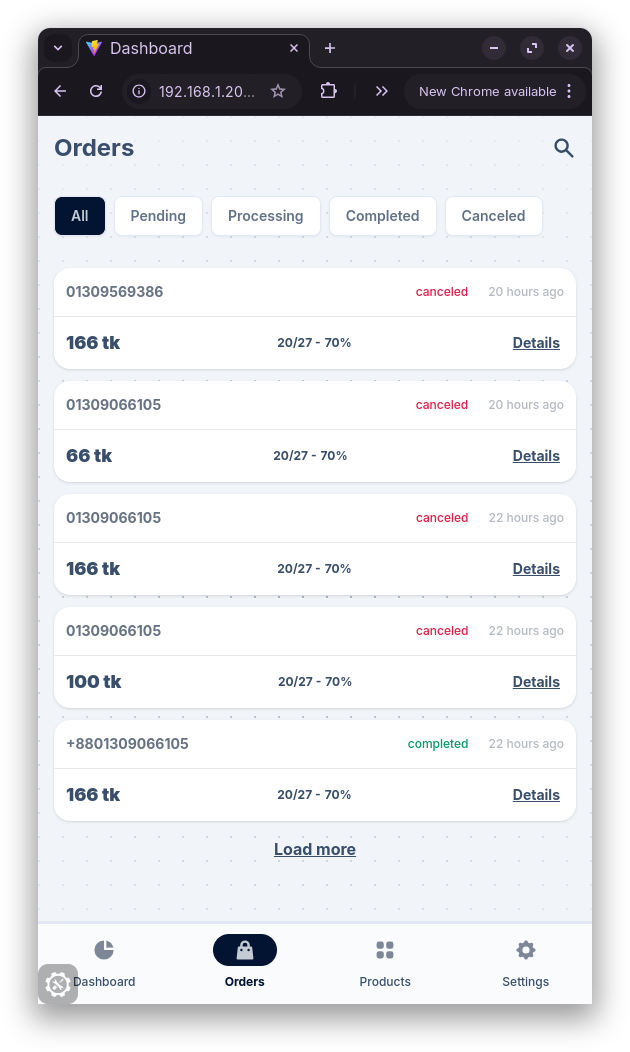 Dashboard
192.168.1.20...
New Chrome available
Orders
All
Pending
Processing
Completed
Canceled
01309569386
canceled
20 hours ago
166 tk
20/27 - 70%
Details
01309066105
canceled
20 hours ago
66 tk
20/27 - 70%
Details
01309066105
canceled
22 hours ago
166 tk
20/27 - 70%
Details
01309066105
canceled
22 hours ago
100 tk
20/27 - 70%
Details
+8801309066105
completed
22 hours ago
166 tk
20/27 - 70%
Details
Load more
Dashboard
Orders
Products
Settings